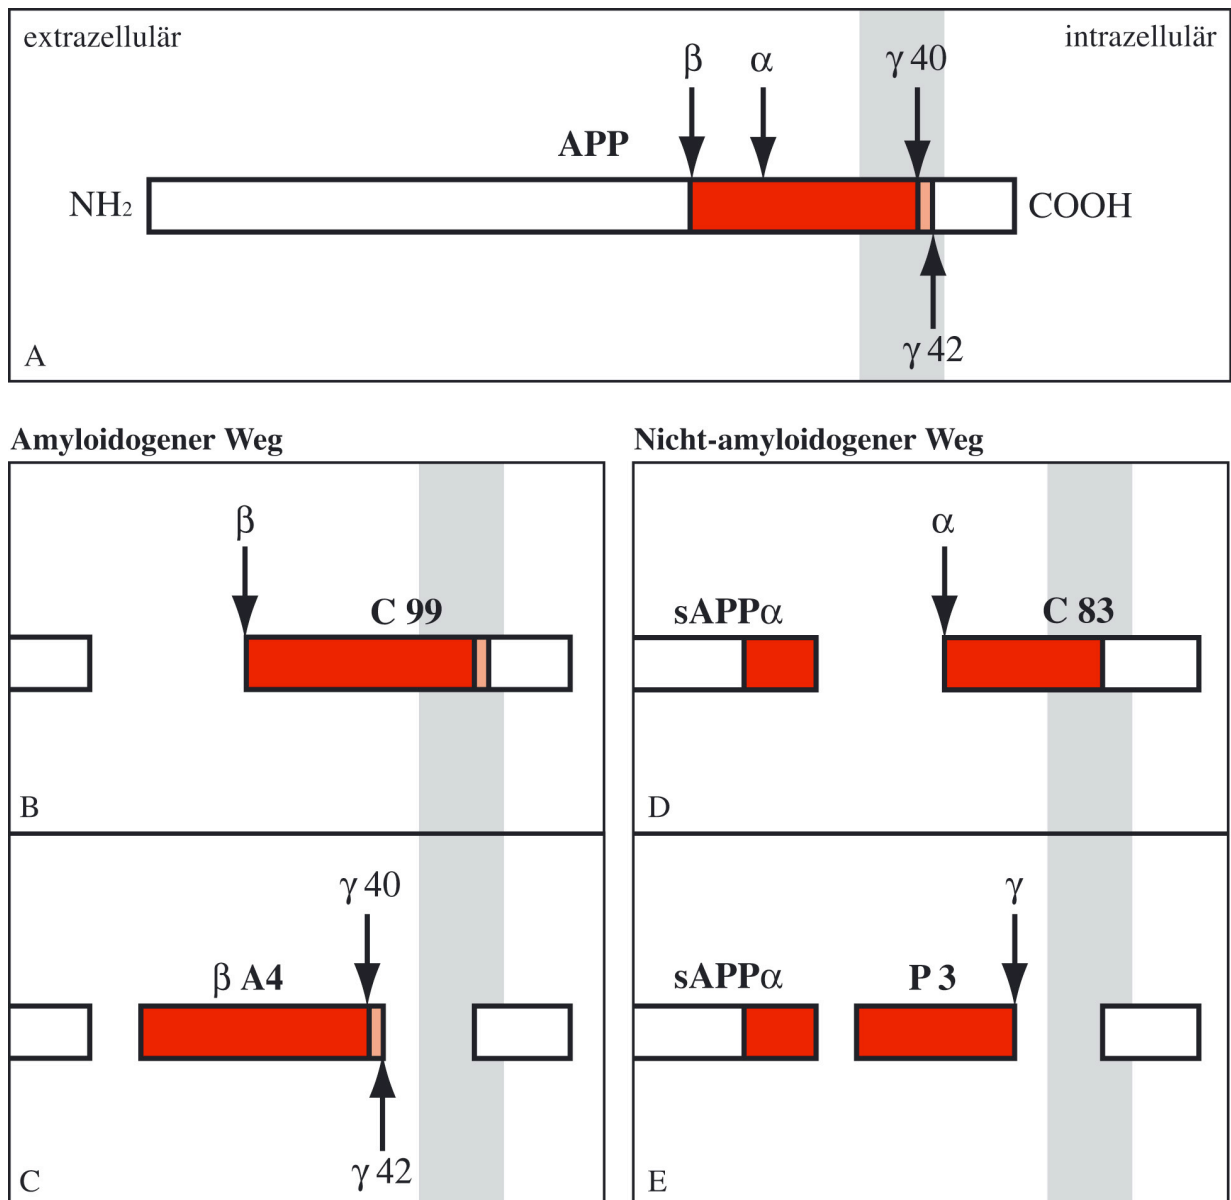 extrazellulär
intrazellulär
β
α
γ 40
APP
NH₂
COOH
γ 42
A
Amyloidogener Weg
β
C 99
B
γ 40
β A4
γ 42
C
Nicht-amyloidogener Weg
α
sAPPα
C 83
D
γ
sAPPα
P 3
E